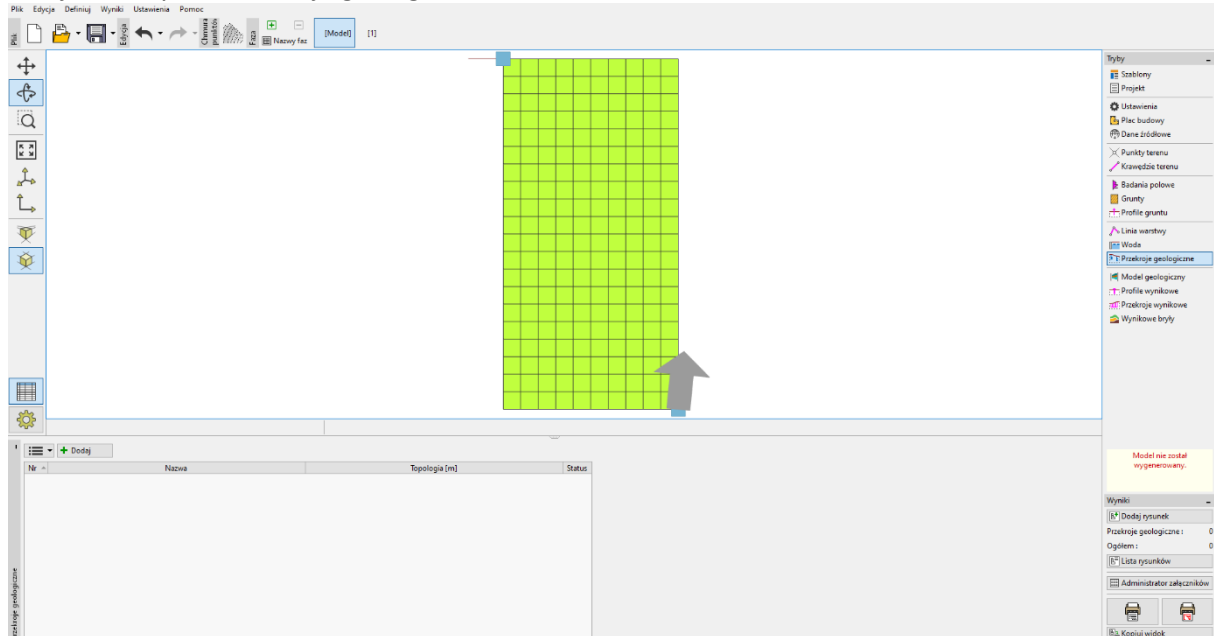 Plik Edycja Definiuj Wyniki Ustawienia Pomoc
Plik
Edycja
Chmura punktów
Faza
Nazwy faz
[Model] [1]
Tryby
Szablony
Projekt
Ustawienia
Plac budowy
Dane źródłowe
Punkty terenu
Krawędzie terenu
Badania polowe
Grunty
Profile gruntu
Linia warstwy
Woda
Przekroje geologiczne
Model geologiczny
Profile wynikowe
Przekroje wynikowe
Wynikowe bryły
Dodaj
Nr Nazwa Topologia [m] Status
Model nie został
wygenerowany.
Wyniki
Dodaj rysunek
Przekroje geologiczne : 0
Ogółem : 0
Lista rysunków
Administrator załączników
Kopiuj widok
geologiczne